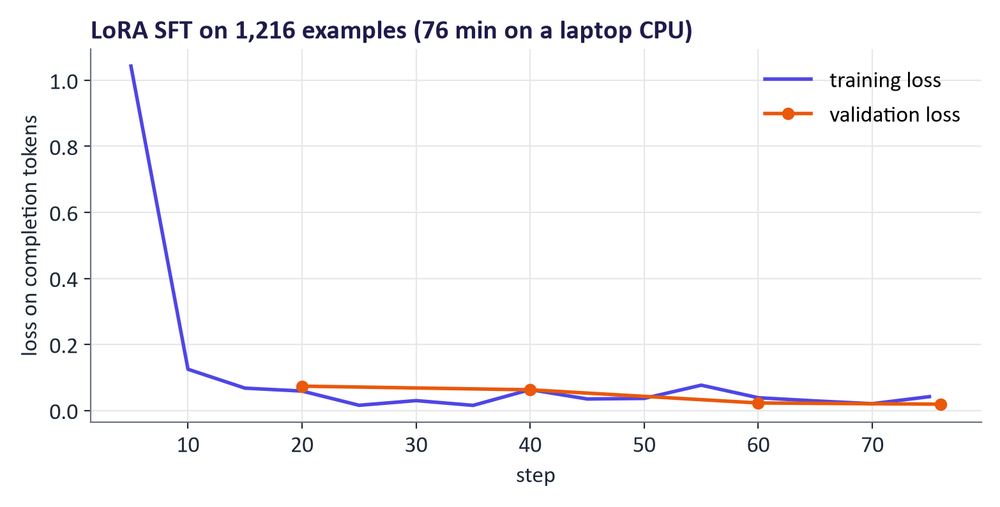 LoRA SFT on 1,216 examples (76 min on a laptop CPU)
training loss
validation loss
loss on completion tokens
1.0
0.8
0.6
0.4
0.2
0.0
10 20 30 40 50 60 70
step